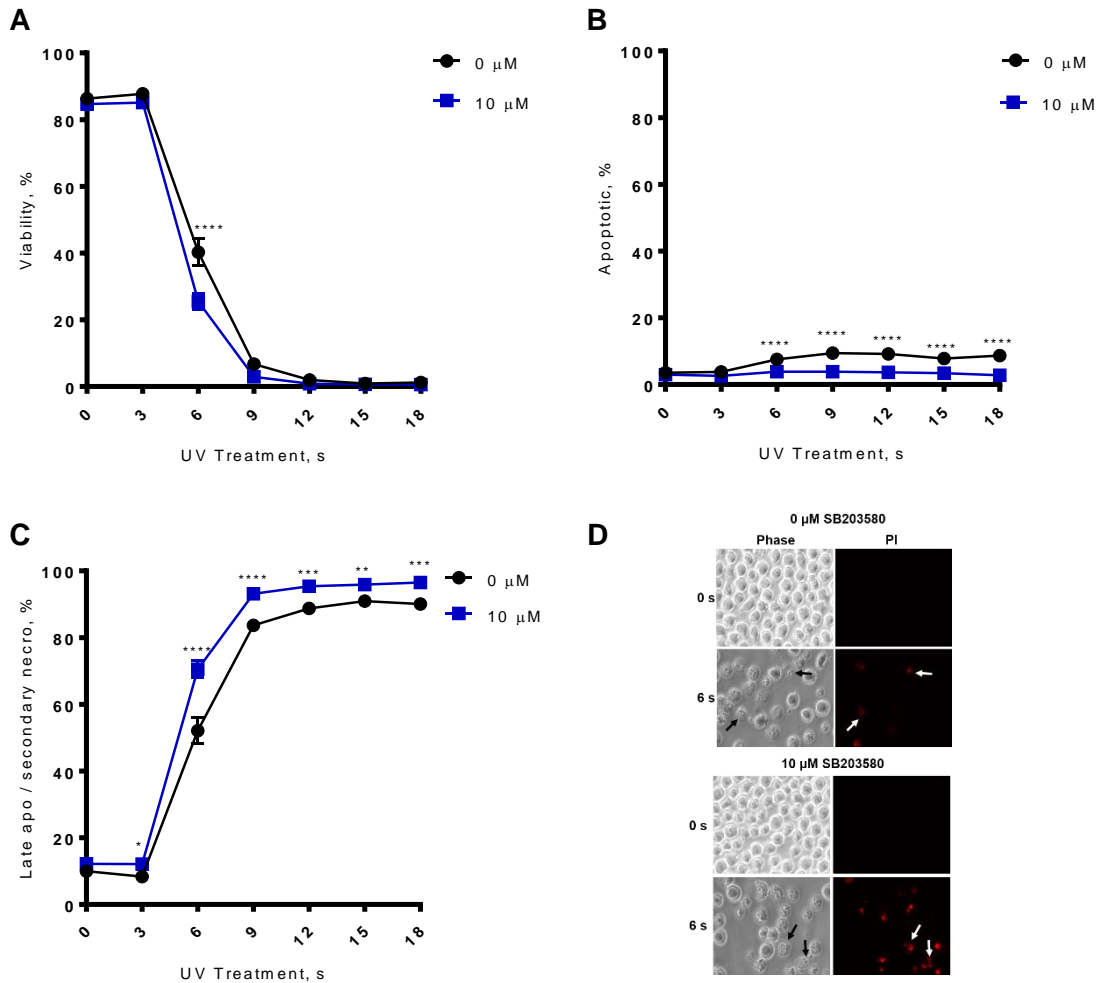 A
100
80
60
40
20
0
Viability, %
0 3 6 9 12 15 18
UV Treatment, s
0 μM
10 μM
****
B
100
80
60
40
20
0
Apoptotic, %
0 3 6 9 12 15 18
UV Treatment, s
0 μM
10 μM
**** **** **** **** ****
C
100
80
60
40
20
0
Late apo / secondary necro, %
0 3 6 9 12 15 18
UV Treatment, s
0 μM
10 μM
* **** **** *** ** ***
D
0 µM SB203580
Phase PI
0 s
6 s
10 µM SB203580
0 s
6 s